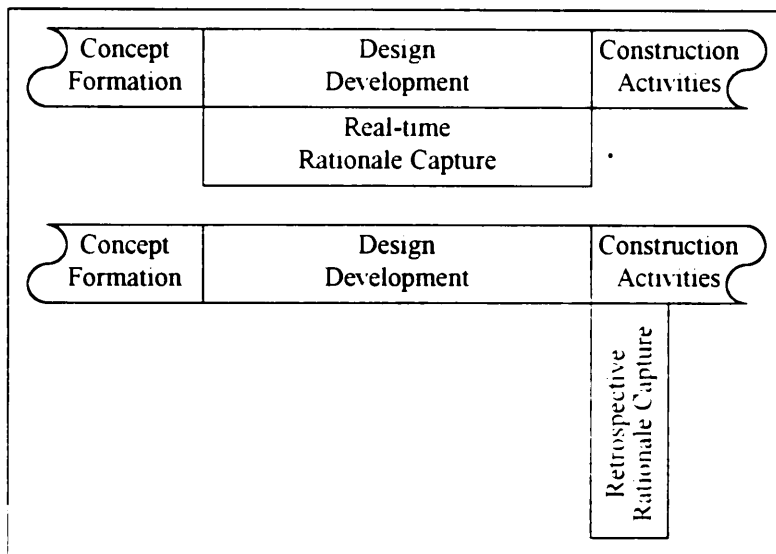 Concept
Formation
Design
Development
Construction
Activities
Real-time
Rationale Capture
Concept
Formation
Design
Development
Construction
Activities
Retrospective
Rationale Capture